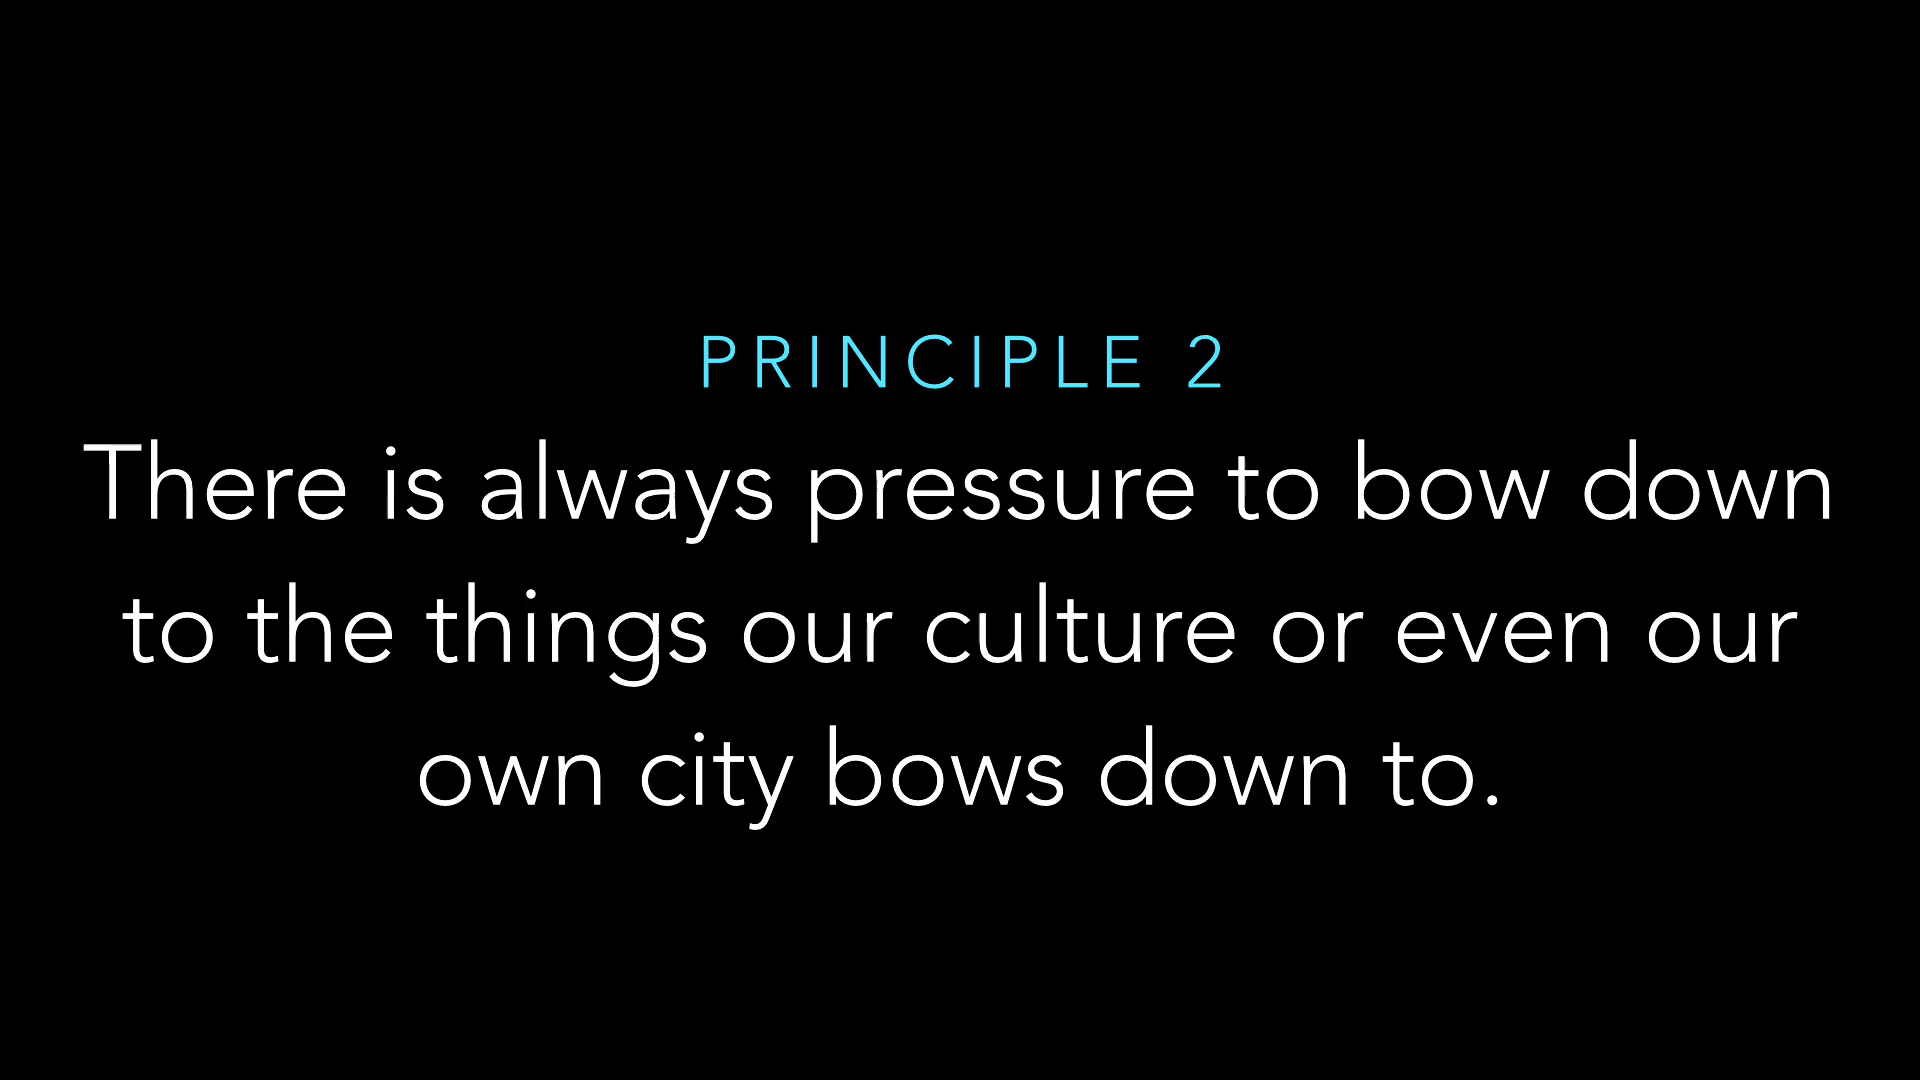 PRINCIPLE 2
There is always pressure to bow down
to the things our culture or even our
own city bows down to.